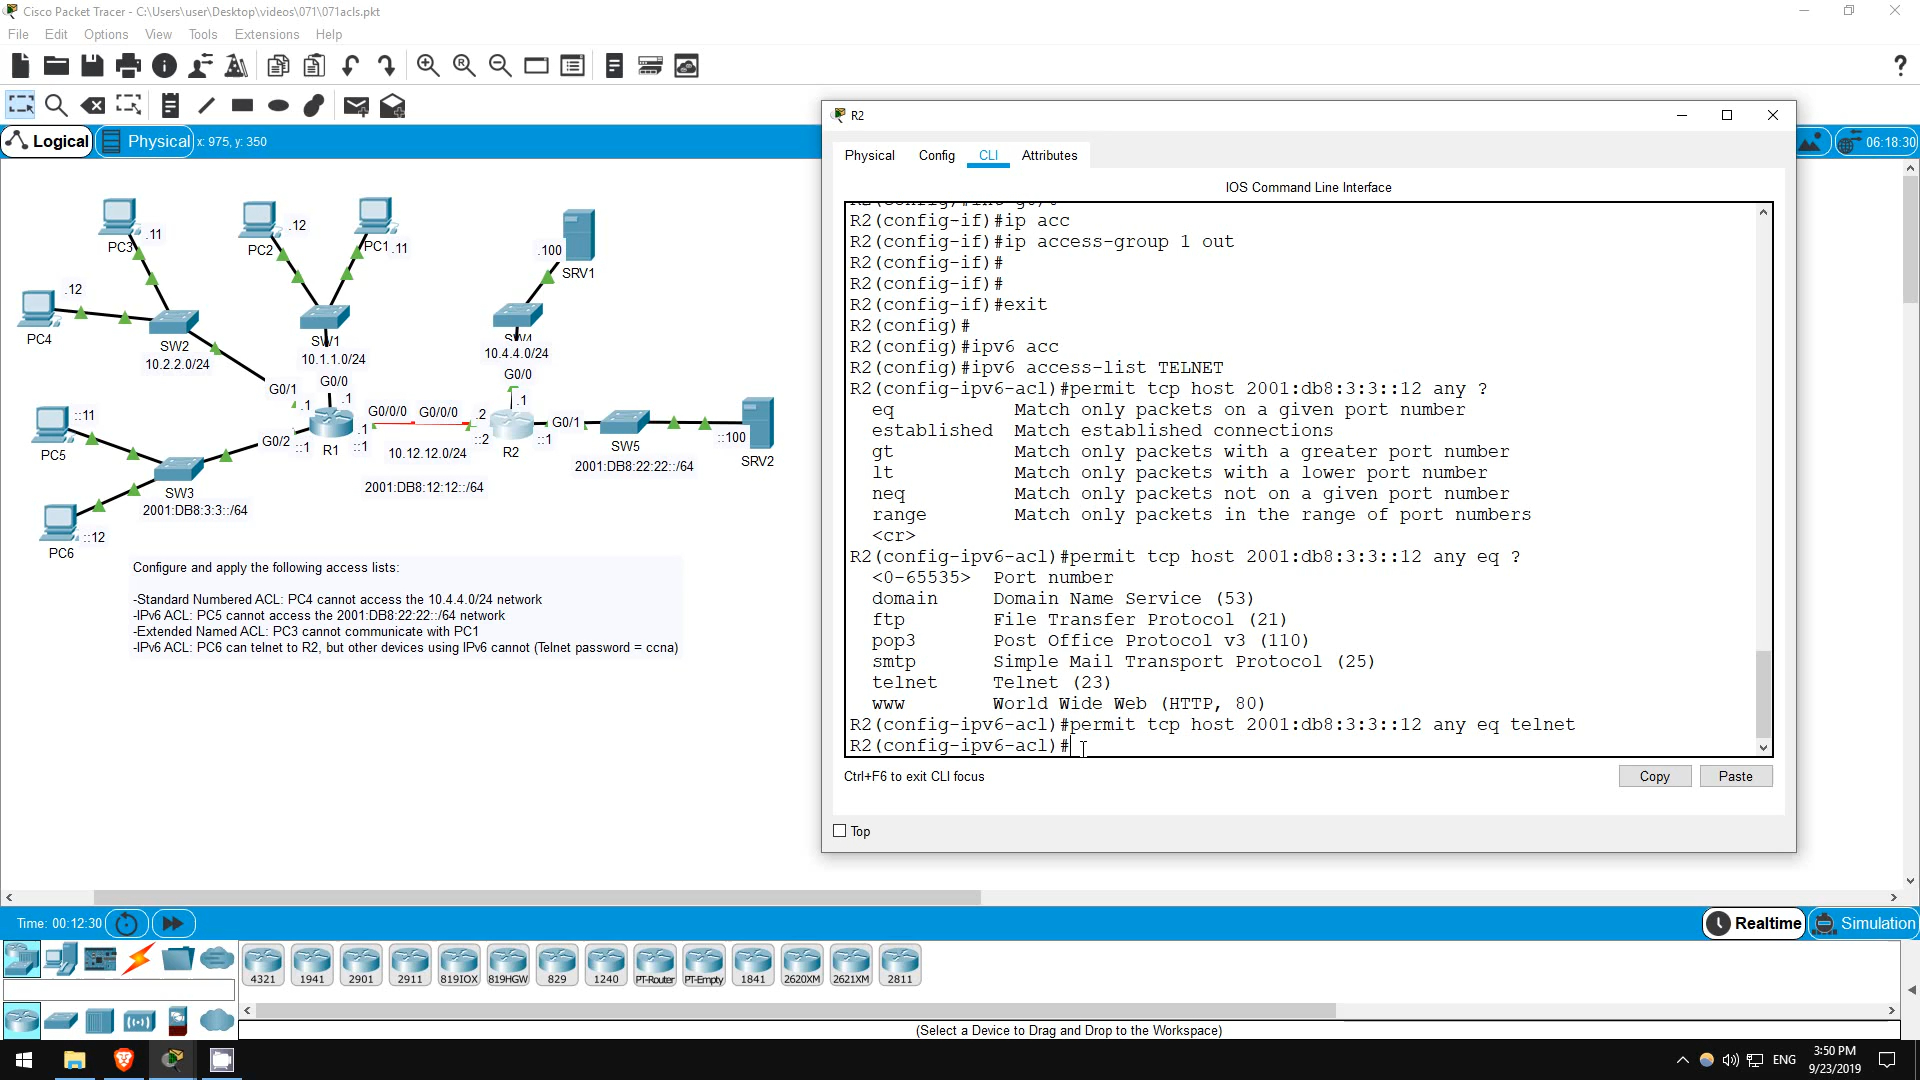 Cisco Packet Tracer - C:\Users\user\Desktop\videos\071\071acls.pkt
File Edit Options View Tools Extensions Help
Logical Physical x: 975, y: 350
06:18:30
R2
Physical Config CLI Attributes
IOS Command Line Interface
R2(config-if)#ip acc
R2(config-if)#ip access-group 1 out
R2(config-if)#
R2(config-if)#
R2(config-if)#exit
R2(config)#
R2(config)#ipv6 acc
R2(config)#ipv6 access-list TELNET
R2(config-ipv6-acl)#permit tcp host 2001:db8:3:3::12 any ?
eq Match only packets on a given port number
established Match established connections
gt Match only packets with a greater port number
lt Match only packets with a lower port number
neq Match only packets not on a given port number
range Match only packets in the range of port numbers
<cr>
R2(config-ipv6-acl)#permit tcp host 2001:db8:3:3::12 any eq ?
<0-65535> Port number
domain Domain Name Service (53)
ftp File Transfer Protocol (21)
pop3 Post Office Protocol v3 (110)
smtp Simple Mail Transport Protocol (25)
telnet Telnet (23)
www World Wide Web (HTTP, 80)
R2(config-ipv6-acl)#permit tcp host 2001:db8:3:3::12 any eq telnet
R2(config-ipv6-acl)#
Ctrl+F6 to exit CLI focus
Copy Paste
Top
PC3 .11
PC2 .12
PC1 .11
.100
SRV1
.12
PC4
SW2
10.2.2.0/24
SW1
10.1.1.0/24
SW4
10.4.4.0/24
G0/1 G0/0
.1 .1
G0/0
.1
::11
PC5
G0/2
::1 R1
.1
::1
G0/0/0 G0/0/0
.2
::2
10.12.12.0/24
2001:DB8:12:12::/64
R2
G0/1
::1
SW5
2001:DB8:22:22::/64
::100
SRV2
SW3
2001:DB8:3:3::/64
::12
PC6
Configure and apply the following access lists:
-Standard Numbered ACL: PC4 cannot access the 10.4.4.0/24 network
-IPv6 ACL: PC5 cannot access the 2001:DB8:22:22::/64 network
-Extended Named ACL: PC3 cannot communicate with PC1
-IPv6 ACL: PC6 can telnet to R2, but other devices using IPv6 cannot (Telnet password = ccna)
Time: 00:12:30
Realtime Simulation
4321 1941 2901 2911 819IOX 819HGW 829 1240 PT-Router PT-Empty 1841 2620XM 2621XM 2811
(Select a Device to Drag and Drop to the Workspace)
ENG
3:50 PM
9/23/2019